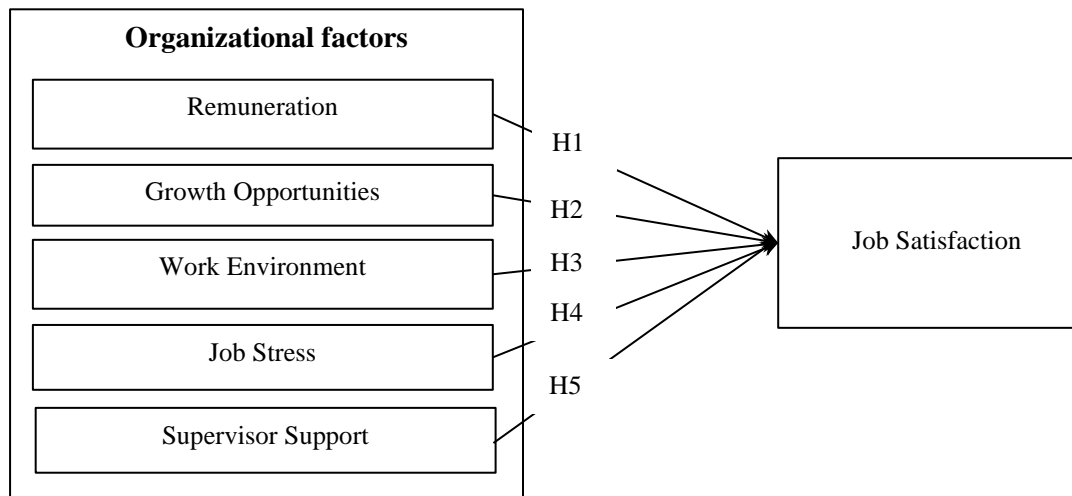 Organizational factors
Remuneration
H1
Growth Opportunities
H2
Work Environment
H3
Job Satisfaction
H4
Job Stress
H5
Supervisor Support